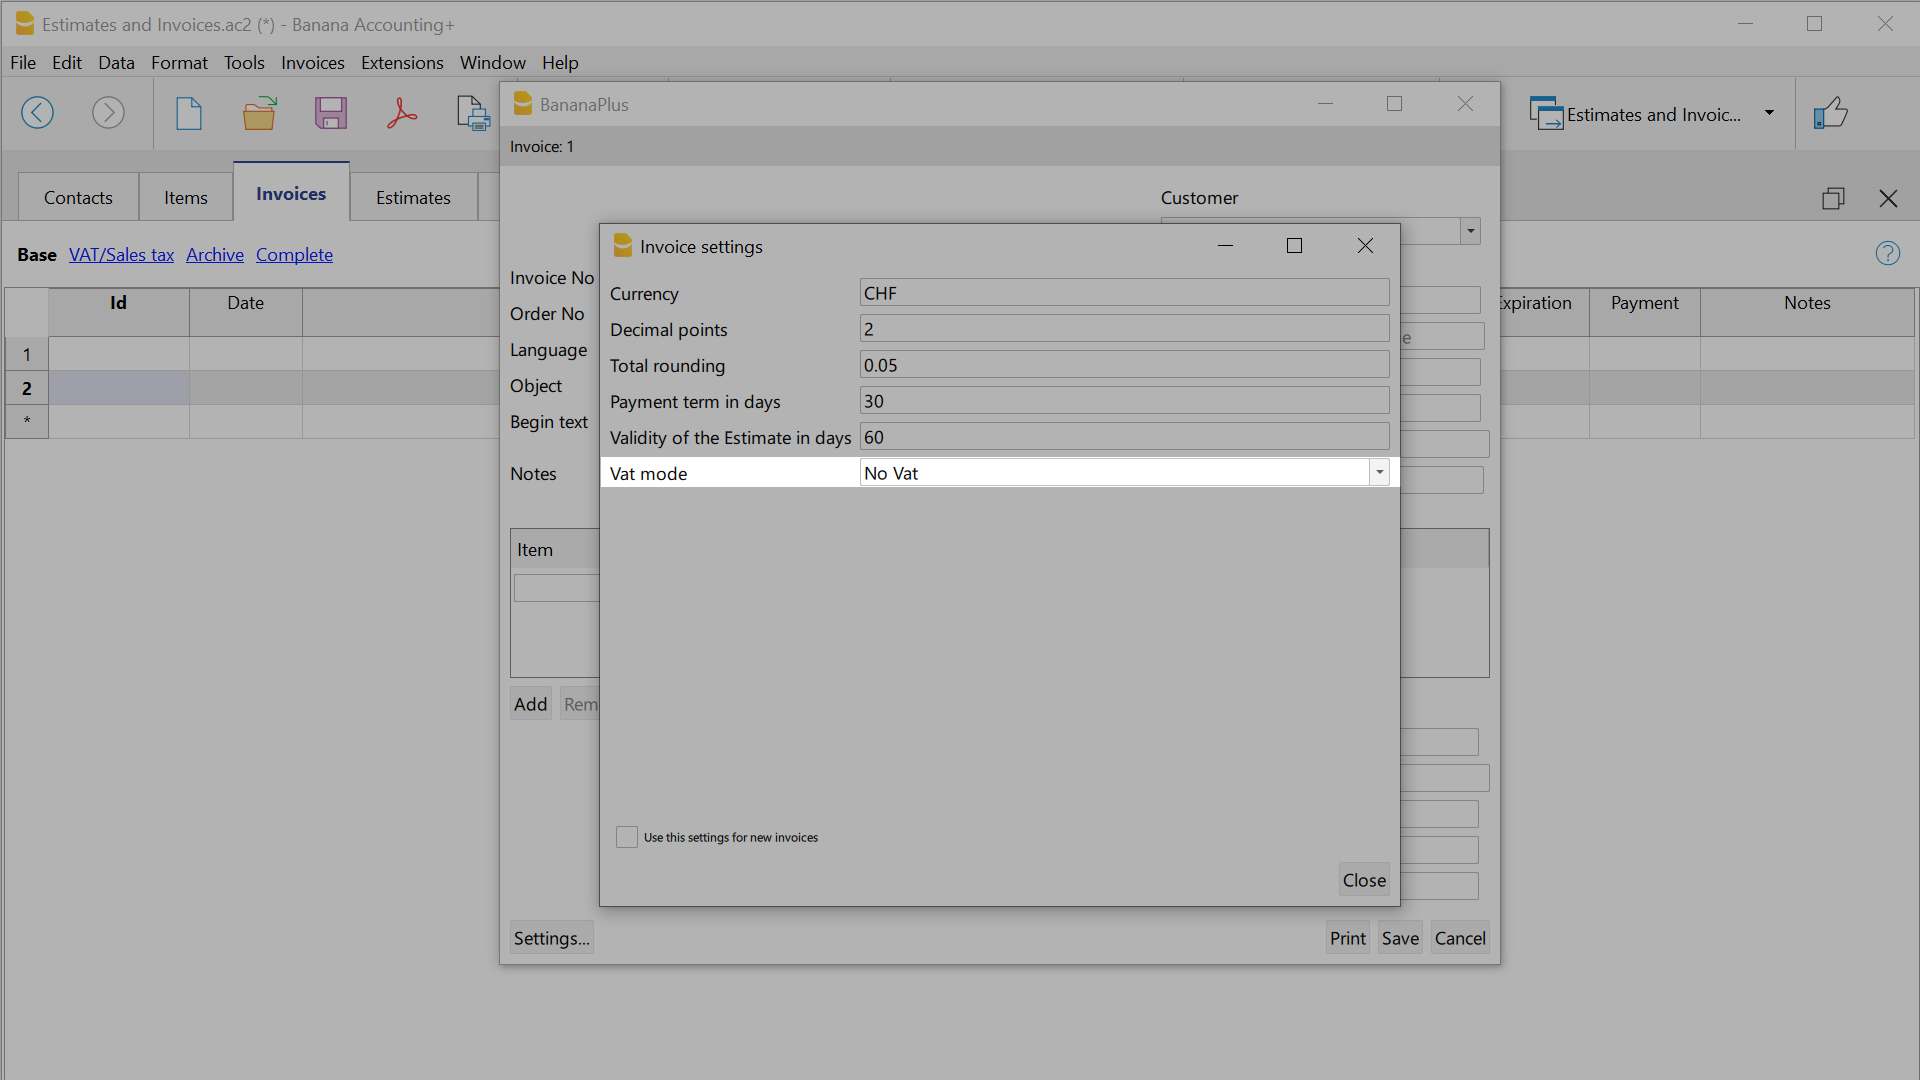 Estimates and Invoices.ac2 (*) - Banana Accounting+
File Edit Data Format Tools Invoices Extensions Window Help
BananaPlus
Estimates and Invoic...
Invoice: 1
Contacts Items Invoices Estimates
Customer
Base VAT/Sales tax Archive Complete
Invoice settings
Invoice No
Order No
Language
Object
Begin text
Notes
Currency CHF
Decimal points 2
Total rounding 0.05
Payment term in days 30
Validity of the Estimate in days 60
Vat mode No Vat
Id Date Expiration Payment Notes
1
2
*
e
Item
Add Rem
Use this settings for new invoices
Close
Settings... Print Save Cancel